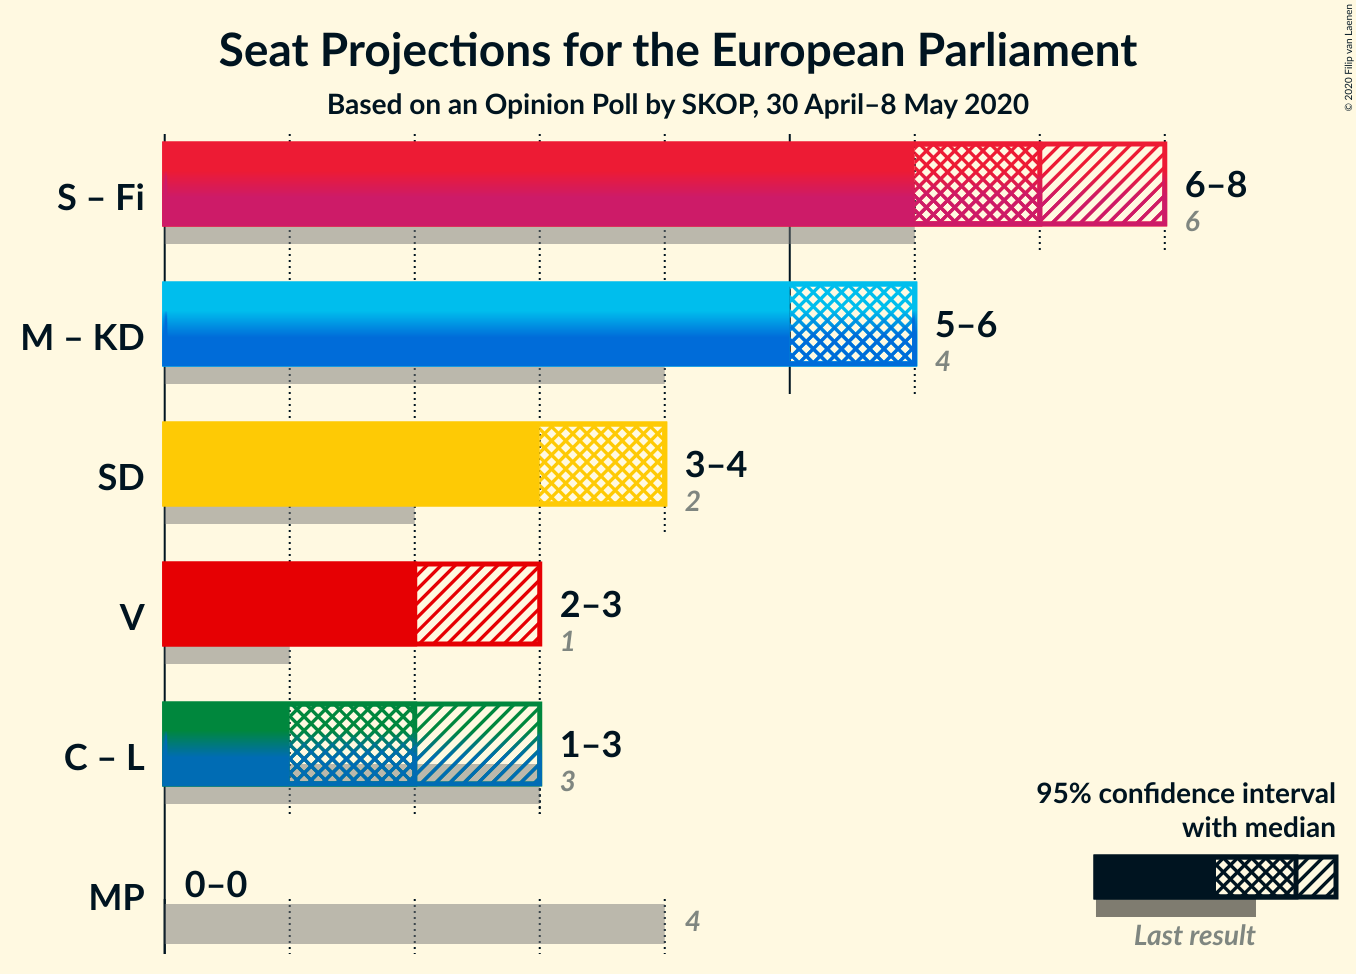 Seat Projections for the European Parliament
Based on an Opinion Poll by SKOP, 30 April–8 May 2020
© 2020 Filip van Laenen
S – Fi
6–8
6
M – KD
5–6
4
SD
3–4
2
V
2–3
1
C – L
1–3
3
MP
0–0
4
95% confidence interval
with median
Last result